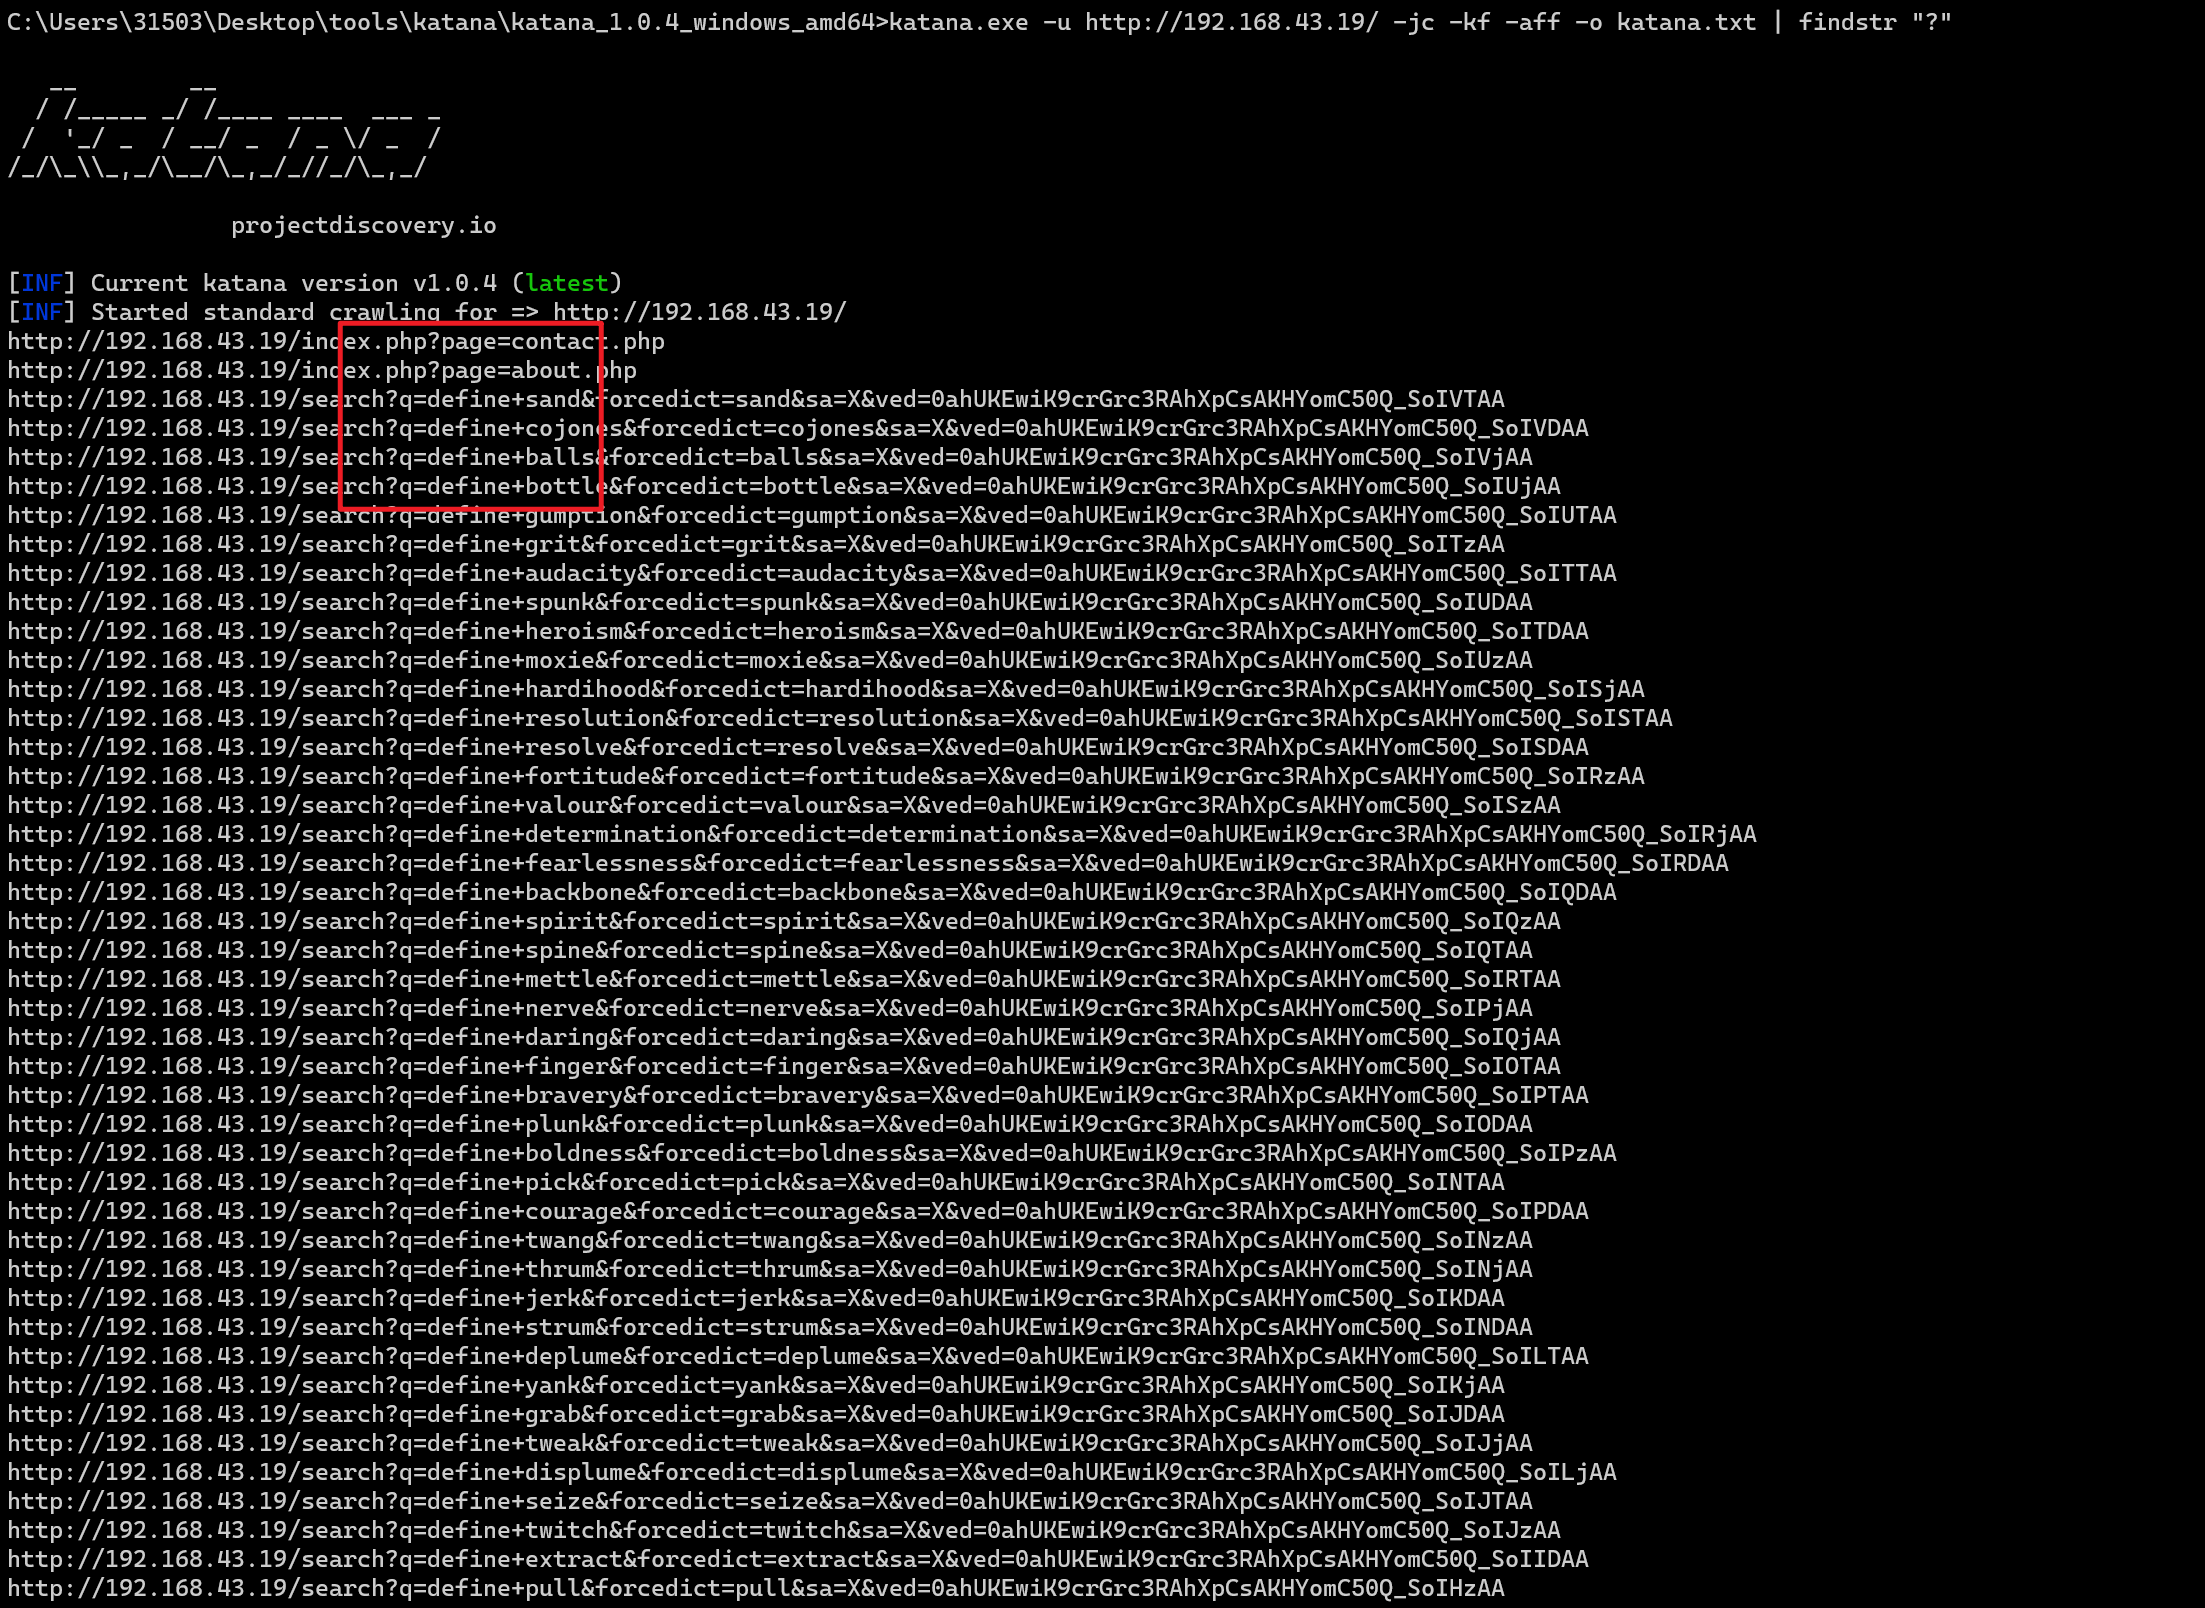 C:\Users\31503\Desktop\tools\katana\katana_1.0.4_windows_amd64>katana.exe -u http://192.168.43.19/ -jc -kf -aff -o katana.txt | findstr "?"
   __        __
  / /_____ _/ /____ ____  ___ _
 /  '_/ _  / __/ _  / _ \/ _  /
/_/\_\\_,_/\__/\_,_/_//_/\_,_/
projectdiscovery.io
[INF] Current katana version v1.0.4 (latest)
[INF] Started standard crawling for => http://192.168.43.19/
http://192.168.43.19/index.php?page=contact.php
http://192.168.43.19/index.php?page=about.php
http://192.168.43.19/search?q=define+sand&forcedict=sand&sa=X&ved=0ahUKEwiK9crGrc3RAhXpCsAKHYomC50Q_SoIVTAA
http://192.168.43.19/search?q=define+cojones&forcedict=cojones&sa=X&ved=0ahUKEwiK9crGrc3RAhXpCsAKHYomC50Q_SoIVDAA
http://192.168.43.19/search?q=define+balls&forcedict=balls&sa=X&ved=0ahUKEwiK9crGrc3RAhXpCsAKHYomC50Q_SoIVjAA
http://192.168.43.19/search?q=define+bottle&forcedict=bottle&sa=X&ved=0ahUKEwiK9crGrc3RAhXpCsAKHYomC50Q_SoIUjAA
http://192.168.43.19/search?q=define+gumption&forcedict=gumption&sa=X&ved=0ahUKEwiK9crGrc3RAhXpCsAKHYomC50Q_SoIUTAA
http://192.168.43.19/search?q=define+grit&forcedict=grit&sa=X&ved=0ahUKEwiK9crGrc3RAhXpCsAKHYomC50Q_SoITzAA
http://192.168.43.19/search?q=define+audacity&forcedict=audacity&sa=X&ved=0ahUKEwiK9crGrc3RAhXpCsAKHYomC50Q_SoITTAA
http://192.168.43.19/search?q=define+spunk&forcedict=spunk&sa=X&ved=0ahUKEwiK9crGrc3RAhXpCsAKHYomC50Q_SoIUDAA
http://192.168.43.19/search?q=define+heroism&forcedict=heroism&sa=X&ved=0ahUKEwiK9crGrc3RAhXpCsAKHYomC50Q_SoITDAA
http://192.168.43.19/search?q=define+moxie&forcedict=moxie&sa=X&ved=0ahUKEwiK9crGrc3RAhXpCsAKHYomC50Q_SoIUzAA
http://192.168.43.19/search?q=define+hardihood&forcedict=hardihood&sa=X&ved=0ahUKEwiK9crGrc3RAhXpCsAKHYomC50Q_SoISjAA
http://192.168.43.19/search?q=define+resolution&forcedict=resolution&sa=X&ved=0ahUKEwiK9crGrc3RAhXpCsAKHYomC50Q_SoISTAA
http://192.168.43.19/search?q=define+resolve&forcedict=resolve&sa=X&ved=0ahUKEwiK9crGrc3RAhXpCsAKHYomC50Q_SoISDAA
http://192.168.43.19/search?q=define+fortitude&forcedict=fortitude&sa=X&ved=0ahUKEwiK9crGrc3RAhXpCsAKHYomC50Q_SoIRzAA
http://192.168.43.19/search?q=define+valour&forcedict=valour&sa=X&ved=0ahUKEwiK9crGrc3RAhXpCsAKHYomC50Q_SoISzAA
http://192.168.43.19/search?q=define+determination&forcedict=determination&sa=X&ved=0ahUKEwiK9crGrc3RAhXpCsAKHYomC50Q_SoIRjAA
http://192.168.43.19/search?q=define+fearlessness&forcedict=fearlessness&sa=X&ved=0ahUKEwiK9crGrc3RAhXpCsAKHYomC50Q_SoIRDAA
http://192.168.43.19/search?q=define+backbone&forcedict=backbone&sa=X&ved=0ahUKEwiK9crGrc3RAhXpCsAKHYomC50Q_SoIQDAA
http://192.168.43.19/search?q=define+spirit&forcedict=spirit&sa=X&ved=0ahUKEwiK9crGrc3RAhXpCsAKHYomC50Q_SoIQzAA
http://192.168.43.19/search?q=define+spine&forcedict=spine&sa=X&ved=0ahUKEwiK9crGrc3RAhXpCsAKHYomC50Q_SoIQTAA
http://192.168.43.19/search?q=define+mettle&forcedict=mettle&sa=X&ved=0ahUKEwiK9crGrc3RAhXpCsAKHYomC50Q_SoIRTAA
http://192.168.43.19/search?q=define+nerve&forcedict=nerve&sa=X&ved=0ahUKEwiK9crGrc3RAhXpCsAKHYomC50Q_SoIPjAA
http://192.168.43.19/search?q=define+daring&forcedict=daring&sa=X&ved=0ahUKEwiK9crGrc3RAhXpCsAKHYomC50Q_SoIQjAA
http://192.168.43.19/search?q=define+finger&forcedict=finger&sa=X&ved=0ahUKEwiK9crGrc3RAhXpCsAKHYomC50Q_SoIOTAA
http://192.168.43.19/search?q=define+bravery&forcedict=bravery&sa=X&ved=0ahUKEwiK9crGrc3RAhXpCsAKHYomC50Q_SoIPTAA
http://192.168.43.19/search?q=define+plunk&forcedict=plunk&sa=X&ved=0ahUKEwiK9crGrc3RAhXpCsAKHYomC50Q_SoIODAA
http://192.168.43.19/search?q=define+boldness&forcedict=boldness&sa=X&ved=0ahUKEwiK9crGrc3RAhXpCsAKHYomC50Q_SoIPzAA
http://192.168.43.19/search?q=define+pick&forcedict=pick&sa=X&ved=0ahUKEwiK9crGrc3RAhXpCsAKHYomC50Q_SoINTAA
http://192.168.43.19/search?q=define+courage&forcedict=courage&sa=X&ved=0ahUKEwiK9crGrc3RAhXpCsAKHYomC50Q_SoIPDAA
http://192.168.43.19/search?q=define+twang&forcedict=twang&sa=X&ved=0ahUKEwiK9crGrc3RAhXpCsAKHYomC50Q_SoINzAA
http://192.168.43.19/search?q=define+thrum&forcedict=thrum&sa=X&ved=0ahUKEwiK9crGrc3RAhXpCsAKHYomC50Q_SoINjAA
http://192.168.43.19/search?q=define+jerk&forcedict=jerk&sa=X&ved=0ahUKEwiK9crGrc3RAhXpCsAKHYomC50Q_SoIKDAA
http://192.168.43.19/search?q=define+strum&forcedict=strum&sa=X&ved=0ahUKEwiK9crGrc3RAhXpCsAKHYomC50Q_SoINDAA
http://192.168.43.19/search?q=define+deplume&forcedict=deplume&sa=X&ved=0ahUKEwiK9crGrc3RAhXpCsAKHYomC50Q_SoILTAA
http://192.168.43.19/search?q=define+yank&forcedict=yank&sa=X&ved=0ahUKEwiK9crGrc3RAhXpCsAKHYomC50Q_SoIKjAA
http://192.168.43.19/search?q=define+grab&forcedict=grab&sa=X&ved=0ahUKEwiK9crGrc3RAhXpCsAKHYomC50Q_SoIJDAA
http://192.168.43.19/search?q=define+tweak&forcedict=tweak&sa=X&ved=0ahUKEwiK9crGrc3RAhXpCsAKHYomC50Q_SoIJjAA
http://192.168.43.19/search?q=define+displume&forcedict=displume&sa=X&ved=0ahUKEwiK9crGrc3RAhXpCsAKHYomC50Q_SoILjAA
http://192.168.43.19/search?q=define+seize&forcedict=seize&sa=X&ved=0ahUKEwiK9crGrc3RAhXpCsAKHYomC50Q_SoIJTAA
http://192.168.43.19/search?q=define+twitch&forcedict=twitch&sa=X&ved=0ahUKEwiK9crGrc3RAhXpCsAKHYomC50Q_SoIJzAA
http://192.168.43.19/search?q=define+extract&forcedict=extract&sa=X&ved=0ahUKEwiK9crGrc3RAhXpCsAKHYomC50Q_SoIIDAA
http://192.168.43.19/search?q=define+pull&forcedict=pull&sa=X&ved=0ahUKEwiK9crGrc3RAhXpCsAKHYomC50Q_SoIHzAA